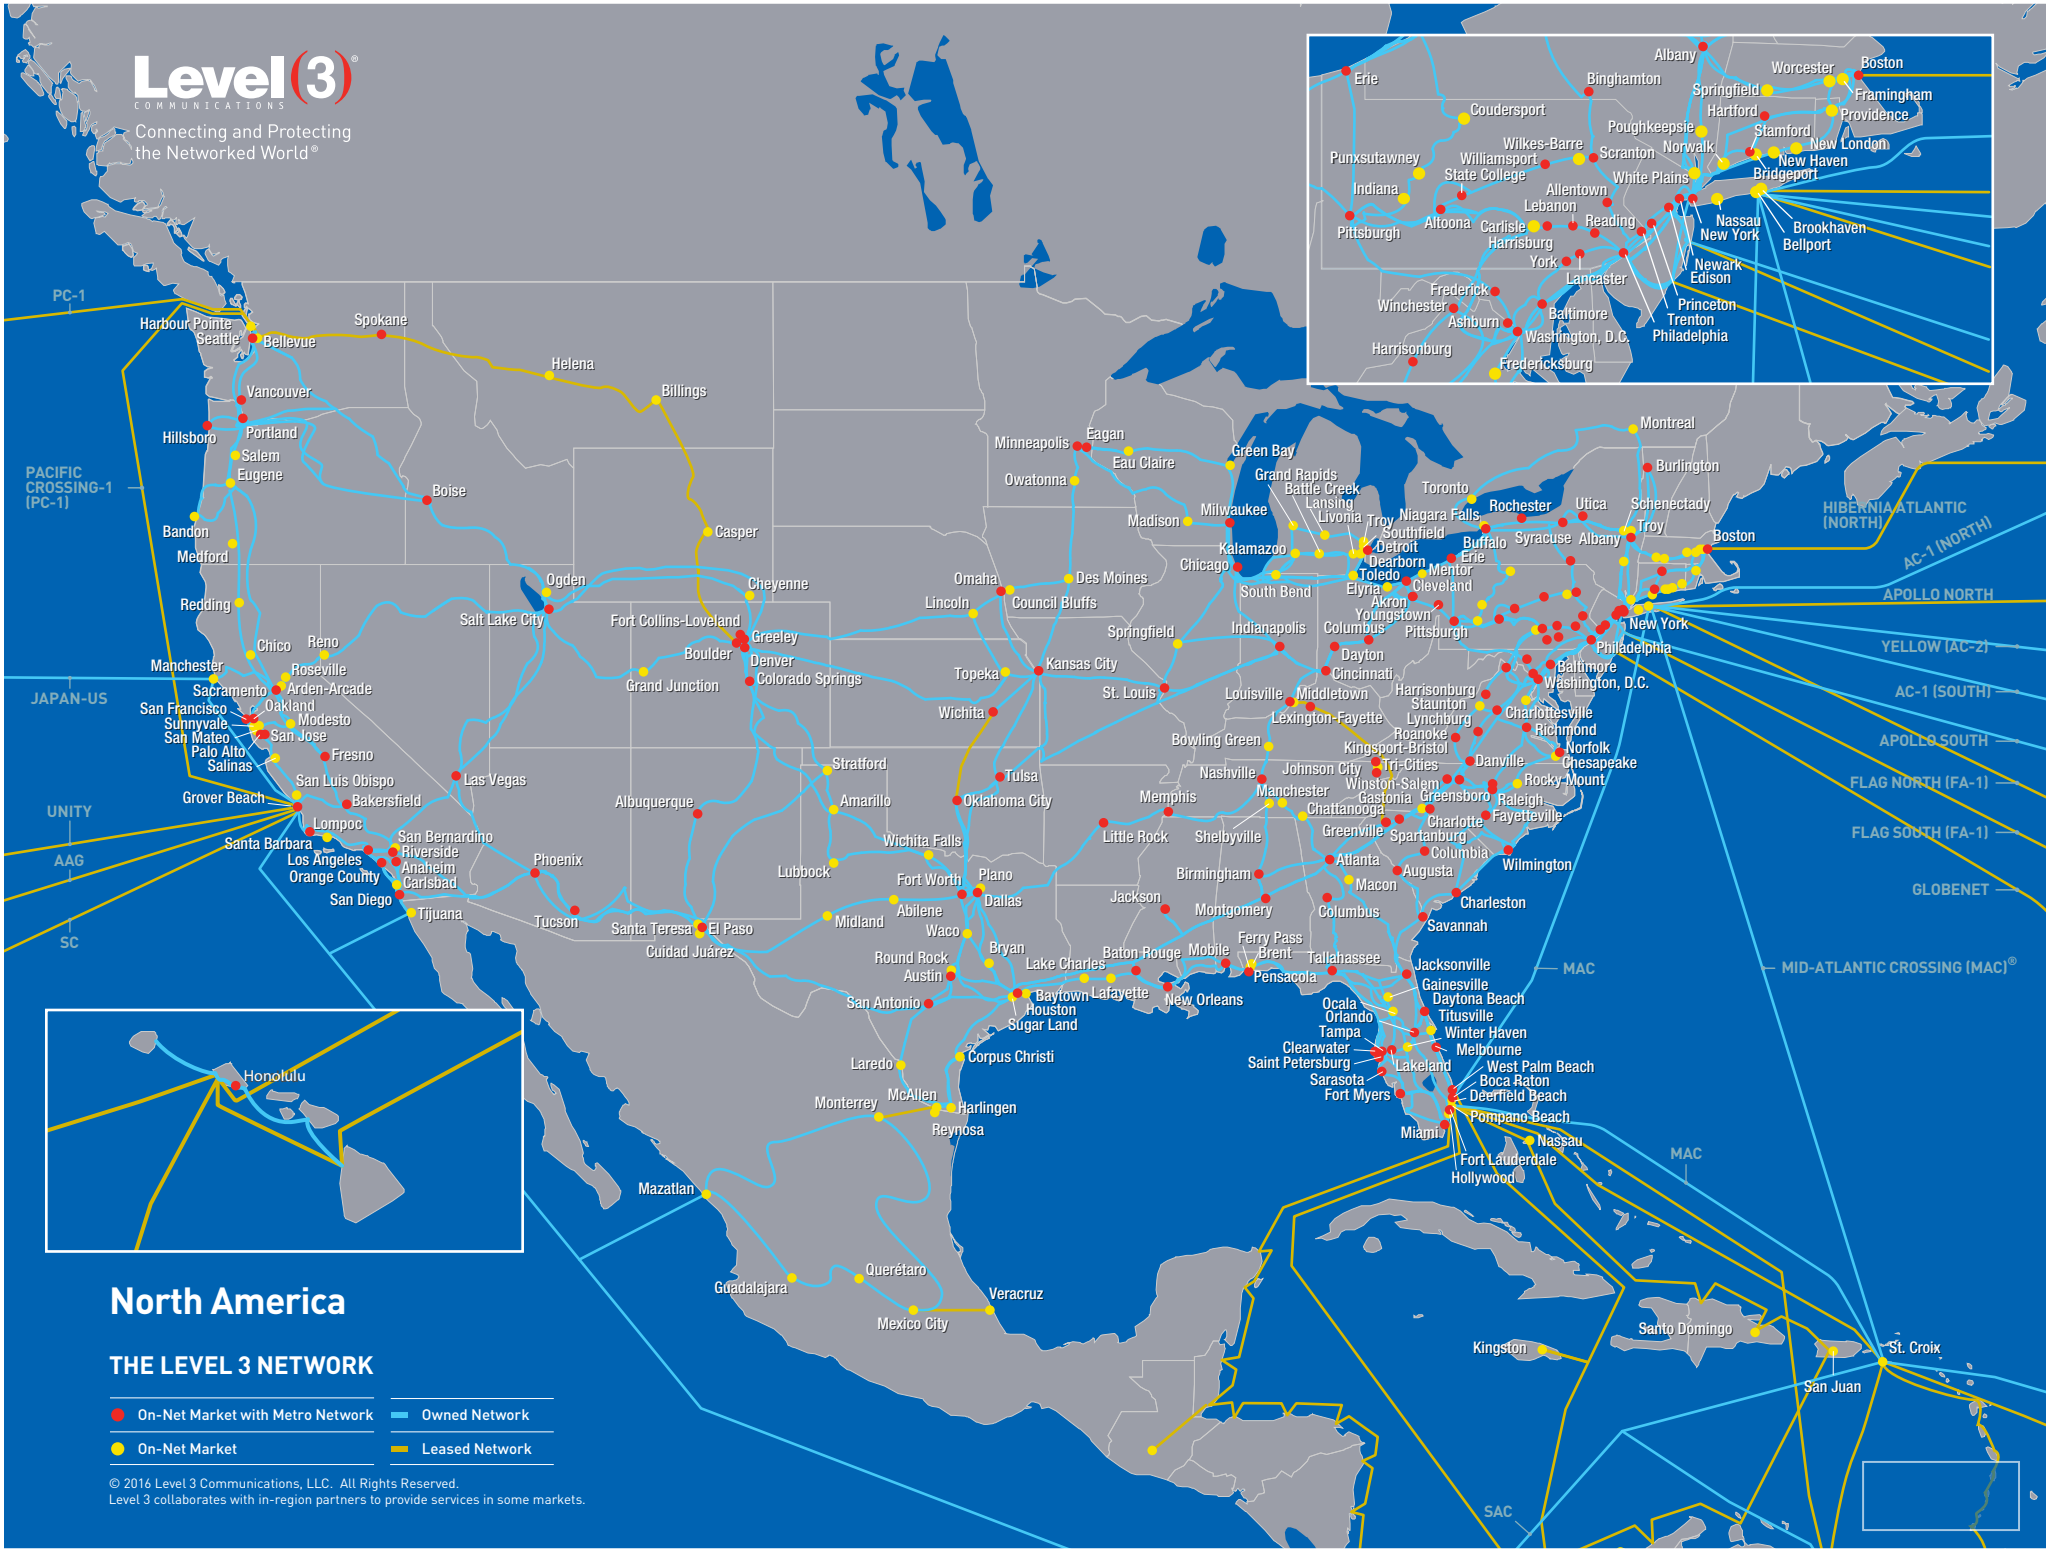 Level(3)®
COMMUNICATIONS
Connecting and Protecting
the Networked World®
PC-1
Harbour Pointe
Seattle
Bellevue
Spokane
Helena
Billings
Vancouver
Hillsboro
Portland
Salem
Eugene
PACIFIC
CROSSING-1
(PC-1)
Boise
Bandon
Medford
Casper
Redding
Ogden
Salt Lake City
Cheyenne
Fort Collins-Loveland
Greeley
Boulder
Denver
Colorado Springs
Grand Junction
Chico
Reno
Manchester
Roseville
Sacramento
Arden-Arcade
JAPAN-US
San Francisco
Oakland
Sunnyvale
Modesto
San Mateo
San Jose
Palo Alto
Fresno
Salinas
San Luis Obispo
Las Vegas
Grover Beach
Bakersfield
UNITY
Lompoc
Santa Barbara
San Bernardino
Riverside
Los Angeles
Anaheim
Orange County
Carlsbad
San Diego
Tijuana
AAG
SC
Phoenix
Tucson
Albuquerque
Santa Teresa
El Paso
Cuidad Juárez
Stratford
Amarillo
Lubbock
Wichita Falls
Midland
Abilene
Fort Worth
Plano
Dallas
Waco
Bryan
Round Rock
Austin
San Antonio
Lake Charles
Baytown
Houston
Sugar Land
Lafayette
Baton Rouge
New Orleans
Laredo
Corpus Christi
McAllen
Harlingen
Monterrey
Reynosa
Mazatlan
Guadalajara
Querétaro
Mexico City
Veracruz
Minneapolis
Eagan
Eau Claire
Green Bay
Owatonna
Madison
Milwaukee
Grand Rapids
Battle Creek
Lansing
Livonia
Troy
Southfield
Detroit
Dearborn
Kalamazoo
Chicago
South Bend
Toledo
Elyria
Mentor
Cleveland
Akron
Youngstown
Erie
Omaha
Des Moines
Council Bluffs
Lincoln
Springfield
Indianapolis
Columbus
Pittsburgh
Dayton
Cincinnati
Topeka
Kansas City
St. Louis
Wichita
Louisville
Middletown
Lexington-Fayette
Bowling Green
Tulsa
Oklahoma City
Nashville
Memphis
Little Rock
Manchester
Shelbyville
Chattanooga
Johnson City
Kingsport-Bristol
Tri-Cities
Winston-Salem
Gastonia
Greensboro
Greenville
Spartanburg
Charlotte
Raleigh
Fayetteville
Rocky Mount
Danville
Roanoke
Lynchburg
Staunton
Harrisonburg
Charlottesville
Richmond
Norfolk
Chesapeake
Washington, D.C.
Baltimore
Philadelphia
New York
Boston
Montreal
Burlington
Toronto
Niagara Falls
Rochester
Buffalo
Syracuse
Utica
Schenectady
Troy
Albany
Columbia
Wilmington
Augusta
Charleston
Savannah
Atlanta
Macon
Birmingham
Montgomery
Columbus
Jackson
Mobile
Ferry Pass
Brent
Pensacola
Tallahassee
Jacksonville
Gainesville
Daytona Beach
Ocala
Orlando
Titusville
Tampa
Winter Haven
Clearwater
Melbourne
Saint Petersburg
Lakeland
Sarasota
Fort Myers
West Palm Beach
Boca Raton
Deerfield Beach
Pompano Beach
Miami
Fort Lauderdale
Hollywood
Nassau
Kingston
Santo Domingo
San Juan
St. Croix
HIBERNIA ATLANTIC
(NORTH)
AC-1 (NORTH)
APOLLO NORTH
YELLOW (AC-2)
AC-1 (SOUTH)
APOLLO SOUTH
FLAG NORTH (FA-1)
FLAG SOUTH (FA-1)
GLOBENET
MAC
MID-ATLANTIC CROSSING (MAC)®
MAC
SAC
Erie
Albany
Binghamton
Worcester
Boston
Springfield
Framingham
Coudersport
Hartford
Providence
Poughkeepsie
Stamford
Wilkes-Barre
Norwalk
New London
Punxsutawney
Williamsport
Scranton
New Haven
State College
White Plains
Bridgeport
Indiana
Allentown
Lebanon
Pittsburgh
Altoona
Carlisle
Reading
Nassau
Harrisburg
New York
Brookhaven
Bellport
York
Lancaster
Newark
Edison
Frederick
Winchester
Princeton
Ashburn
Baltimore
Trenton
Washington, D.C.
Philadelphia
Harrisonburg
Fredericksburg
Honolulu
North America
THE LEVEL 3 NETWORK
On-Net Market with Metro Network
Owned Network
On-Net Market
Leased Network
© 2016 Level 3 Communications, LLC. All Rights Reserved.
Level 3 collaborates with in-region partners to provide services in some markets.